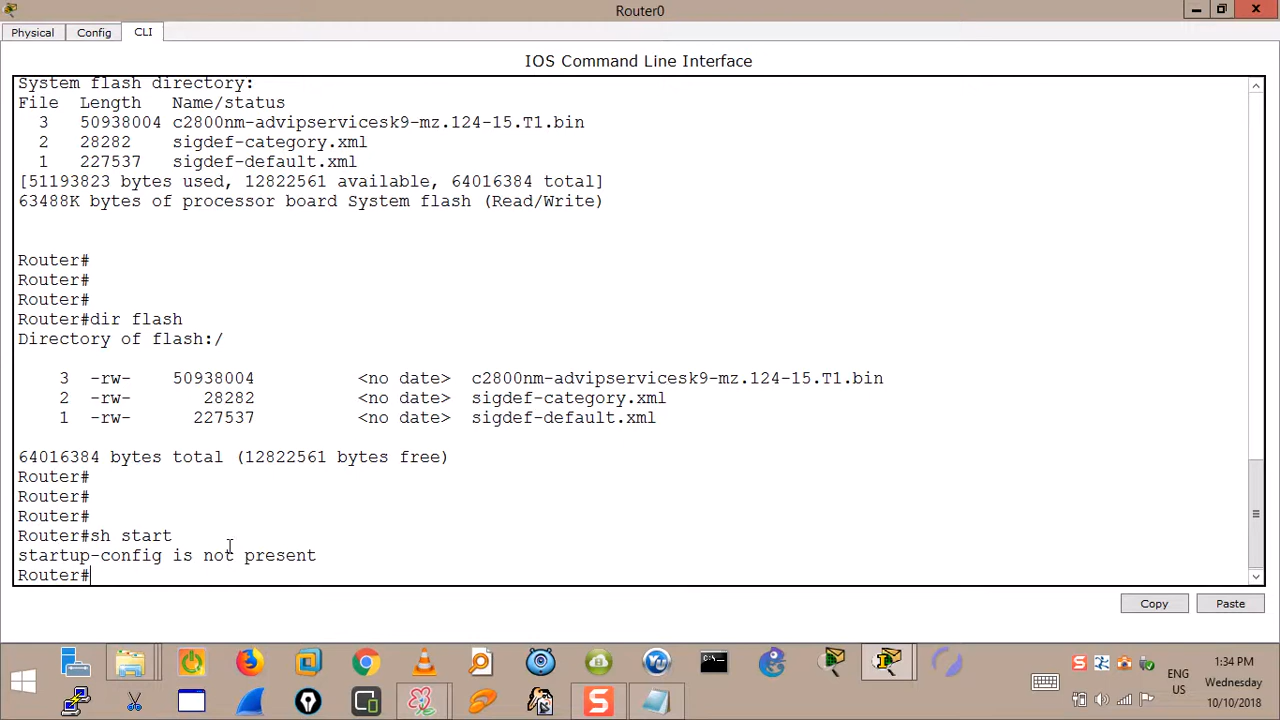 Router0
Physical Config CLI
IOS Command Line Interface
System flash directory:
File  Length   Name/status
  3   50938004 c2800nm-advipservicesk9-mz.124-15.T1.bin
  2   28282    sigdef-category.xml
  1   227537   sigdef-default.xml
[51193823 bytes used, 12822561 available, 64016384 total]
63488K bytes of processor board System flash (Read/Write)
Router#
Router#
Router#
Router#dir flash
Directory of flash:/
    3  -rw-    50938004          <no date>  c2800nm-advipservicesk9-mz.124-15.T1.bin
    2  -rw-       28282          <no date>  sigdef-category.xml
    1  -rw-      227537          <no date>  sigdef-default.xml
64016384 bytes total (12822561 bytes free)
Router#
Router#
Router#
Router#sh start
startup-config is not present
Router#
Copy Paste
ENG
US
1:34 PM
Wednesday
10/10/2018